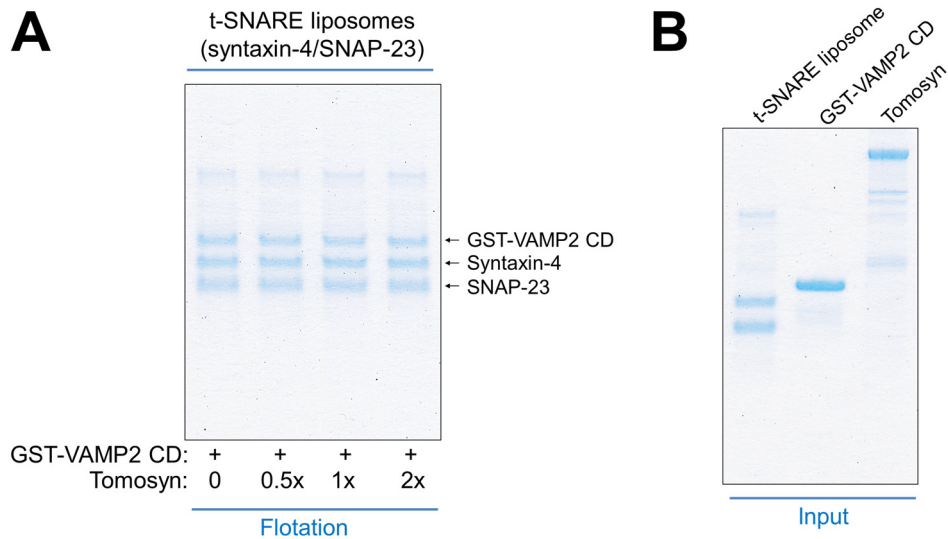 A
t-SNARE liposomes
(syntaxin-4/SNAP-23)
GST-VAMP2 CD
Syntaxin-4
SNAP-23
GST-VAMP2 CD: + + + +
Tomosyn: 0 0.5x 1x 2x
Flotation
B
t-SNARE liposome
GST-VAMP2 CD
Tomosyn
Input